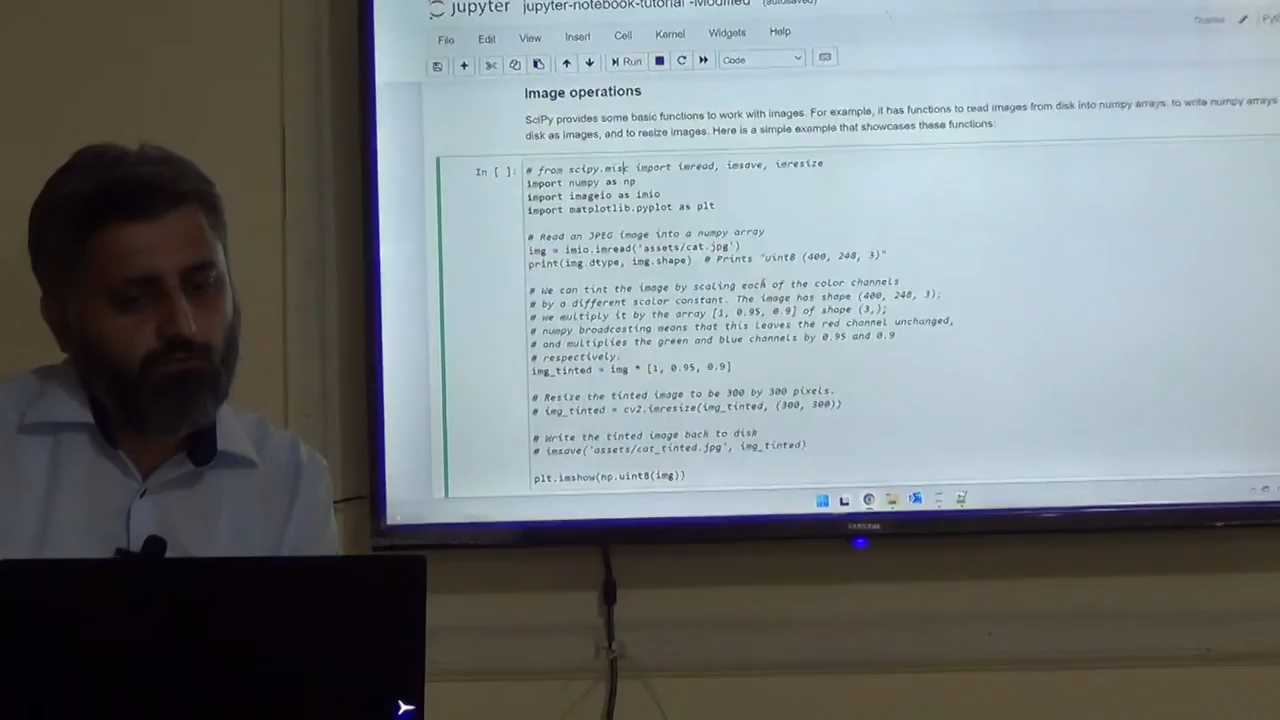 jupyter jupyter-notebook-tutorial -Modified (autosaved)
File Edit View Insert Cell Kernel Widgets Help
Run Code
Image operations
SciPy provides some basic functions to work with images. For example, it has functions to read images from disk into numpy arrays, to write numpy arrays
disk as images, and to resize images. Here is a simple example that showcases these functions:
In [ ]: # from scipy.misk import imread, imsave, imresize
import numpy as np
import imageio as imio
import matplotlib.pyplot as plt
# Read an JPEG image into a numpy array
img = imio.imread('assets/cat.jpg')
print(img.dtype, img.shape) # Prints "uint8 (400, 248, 3)"
# We can tint the image by scaling each of the color channels
# by a different scalar constant. The image has shape (400, 248, 3);
# we multiply it by the array [1, 0.95, 0.9] of shape (3,);
# numpy broadcasting means that this leaves the red channel unchanged,
# and multiplies the green and blue channels by 0.95 and 0.9
# respectively.
img_tinted = img * [1, 0.95, 0.9]
# Resize the tinted image to be 300 by 300 pixels.
# img_tinted = cv2.imresize(img_tinted, (300, 300))
# Write the tinted image back to disk
# imsave('assets/cat_tinted.jpg', img_tinted)
plt.imshow(np.uint8(img))
SAMSUNG